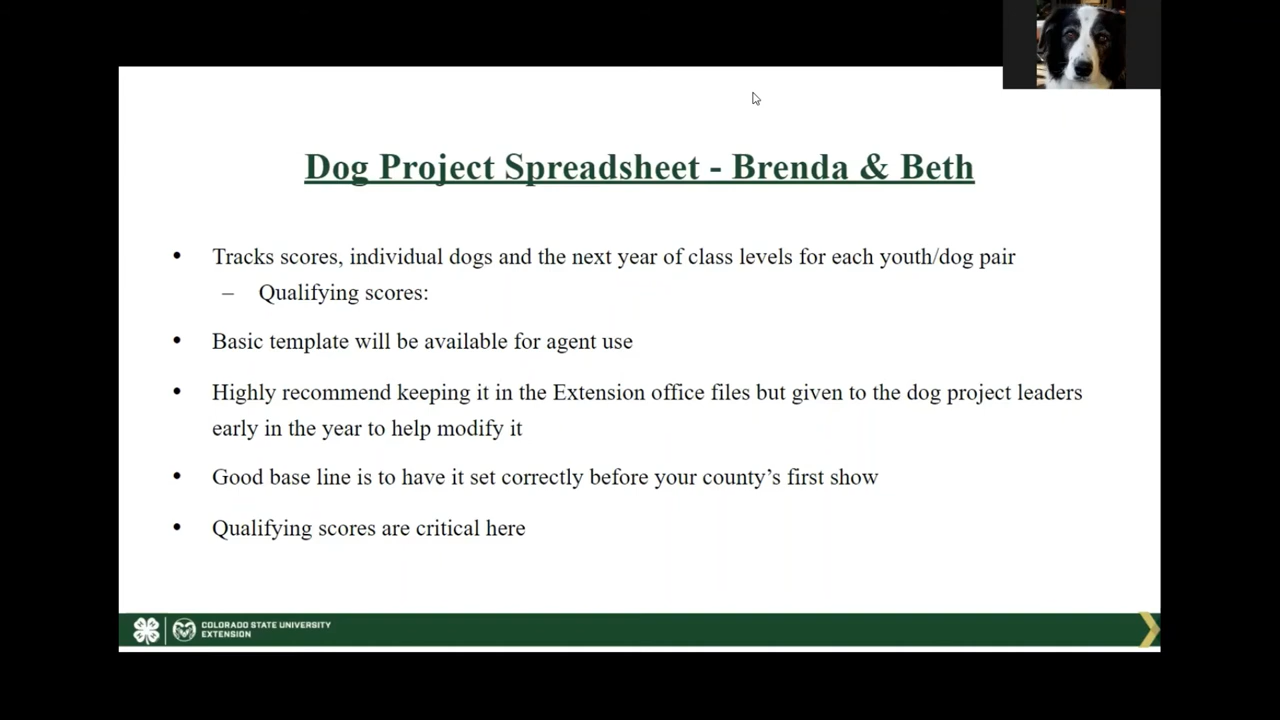 Dog Project Spreadsheet - Brenda & Beth
• Tracks scores, individual dogs and the next year of class levels for each youth/dog pair
– Qualifying scores:
• Basic template will be available for agent use
• Highly recommend keeping it in the Extension office files but given to the dog project leaders
early in the year to help modify it
• Good base line is to have it set correctly before your county’s first show
• Qualifying scores are critical here
COLORADO STATE UNIVERSITY
EXTENSION